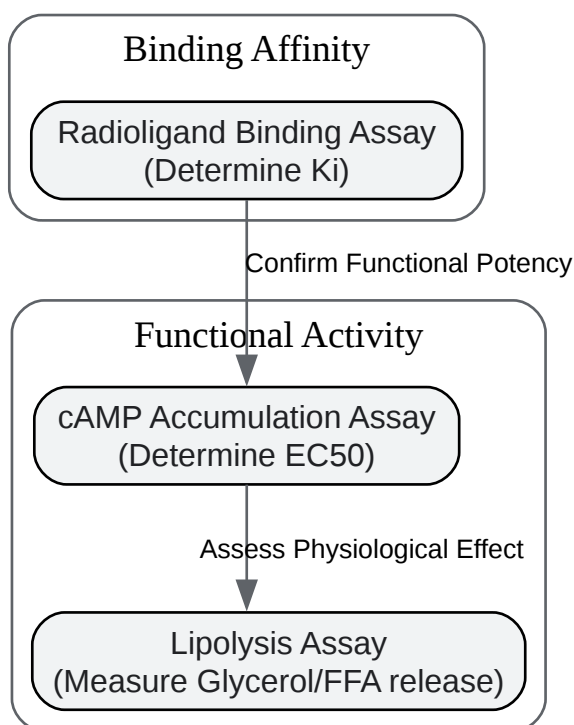 Binding Affinity
Radioligand Binding Assay
(Determine Ki)
Confirm Functional Potency
Functional Activity
cAMP Accumulation Assay
(Determine EC50)
Assess Physiological Effect
Lipolysis Assay
(Measure Glycerol/FFA release)